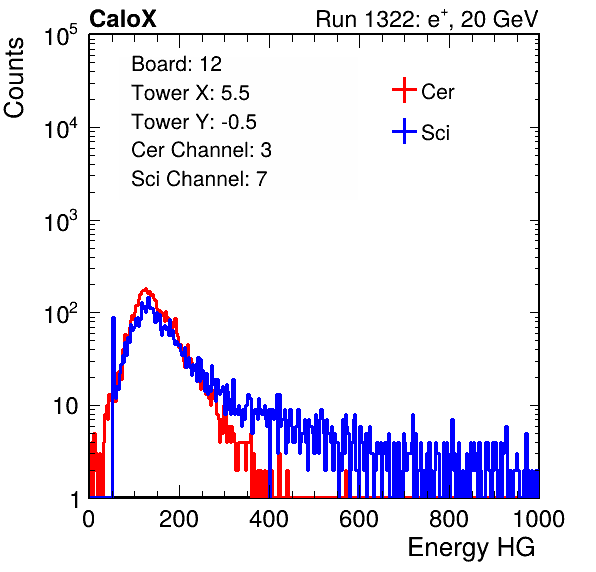 CaloX Run 1322: e⁺, 20 GeV
Counts
10⁵
10⁴
10³
10²
10
1
Board: 12
Tower X: 5.5
Tower Y: -0.5
Cer Channel: 3
Sci Channel: 7
Cer
Sci
0 200 400 600 800 1000
Energy HG